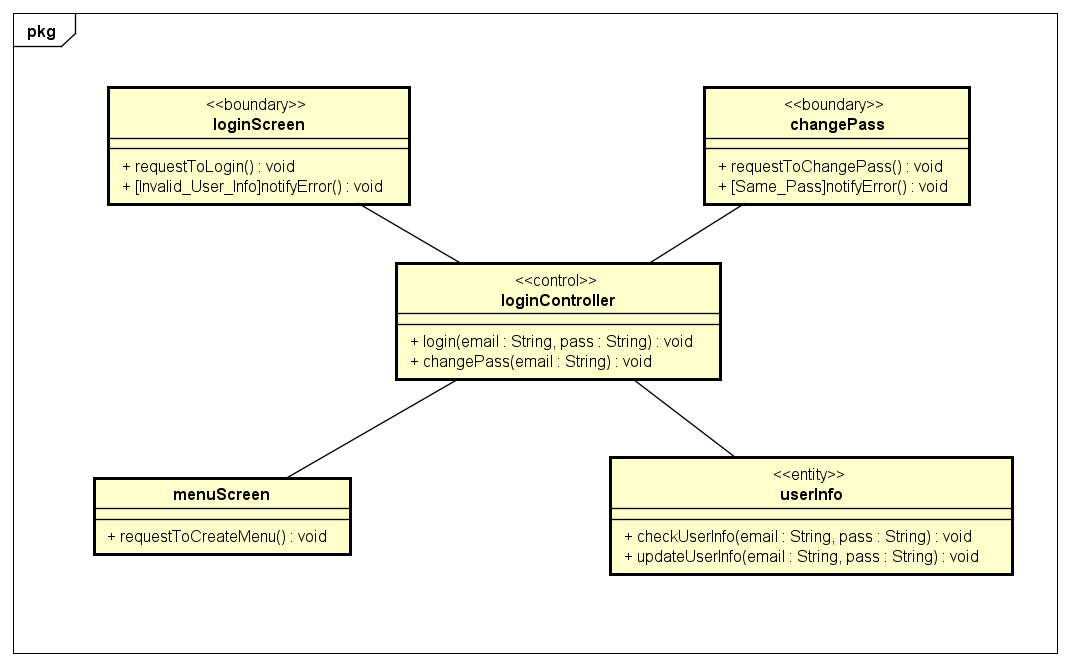 pkg
<<boundary>>
loginScreen
+ requestToLogin() : void
+ [Invalid_User_Info]notifyError() : void
<<boundary>>
changePass
+ requestToChangePass() : void
+ [Same_Pass]notifyError() : void
<<control>>
loginController
+ login(email : String, pass : String) : void
+ changePass(email : String) : void
menuScreen
+ requestToCreateMenu() : void
<<entity>>
userInfo
+ checkUserInfo(email : String, pass : String) : void
+ updateUserInfo(email : String, pass : String) : void